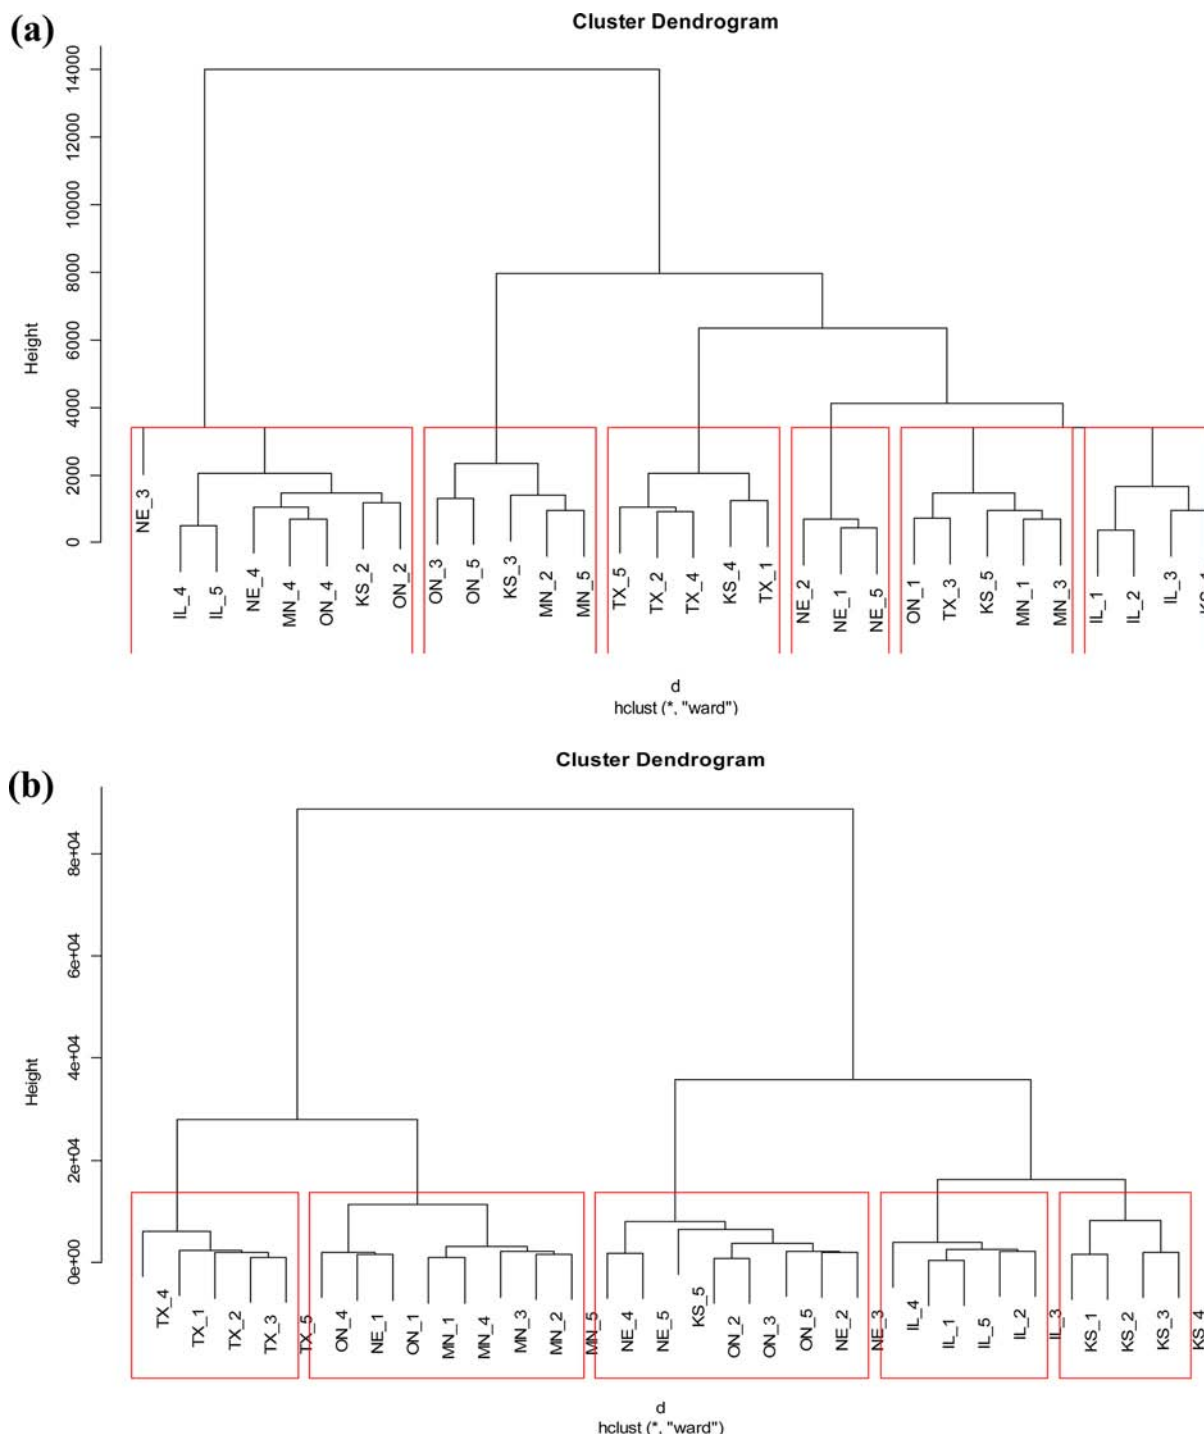 (a)
Cluster Dendrogram
Height
14000
12000
10000
8000
6000
4000
2000
0
NE_3
IL_4
IL_5
NE_4
MN_4
ON_4
KS_2
ON_2
ON_3
ON_5
KS_3
MN_2
MN_5
TX_5
TX_2
TX_4
KS_4
TX_1
NE_2
NE_1
NE_5
ON_1
TX_3
KS_5
MN_1
MN_3
IL_1
IL_2
IL_3
d
hclust (*, "ward")
(b)
Cluster Dendrogram
Height
8e+04
6e+04
4e+04
2e+04
0e+00
TX_4
TX_1
TX_2
TX_3
TX_5
ON_4
NE_1
ON_1
MN_1
MN_4
MN_3
MN_2
MN_5
NE_4
NE_5
KS_5
ON_2
ON_3
ON_5
NE_2
NE_3
IL_4
IL_1
IL_5
IL_2
IL_3
KS_1
KS_2
KS_3
KS_4
d
hclust (*, "ward")